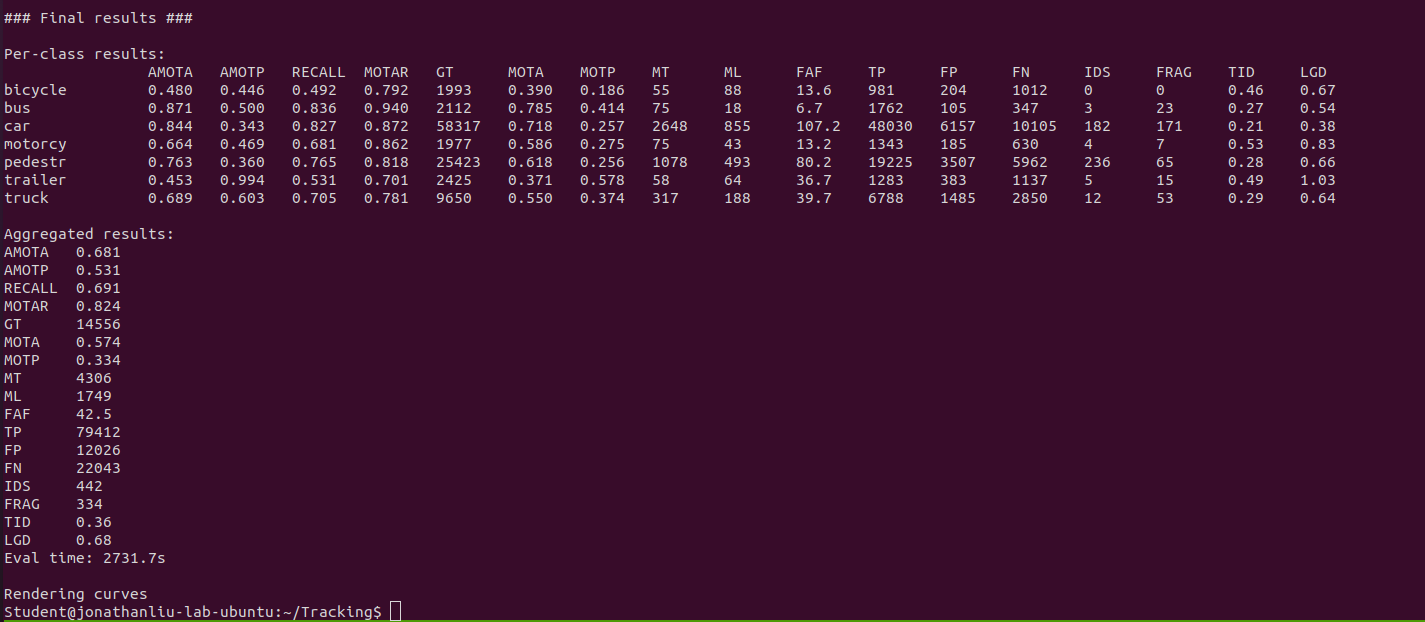 ### Final results ###
Per-class results:
AMOTA AMOTP RECALL MOTAR GT MOTA MOTP MT ML FAF TP FP FN IDS FRAG TID LGD
bicycle 0.480 0.446 0.492 0.792 1993 0.390 0.186 55 88 13.6 981 204 1012 0 0 0.46 0.67
bus 0.871 0.500 0.836 0.940 2112 0.785 0.414 75 18 6.7 1762 105 347 3 23 0.27 0.54
car 0.844 0.343 0.827 0.872 58317 0.718 0.257 2648 855 107.2 48030 6157 10105 182 171 0.21 0.38
motorcy 0.664 0.469 0.681 0.862 1977 0.586 0.275 75 43 13.2 1343 185 630 4 7 0.53 0.83
pedestr 0.763 0.360 0.765 0.818 25423 0.618 0.256 1078 493 80.2 19225 3507 5962 236 65 0.28 0.66
trailer 0.453 0.994 0.531 0.701 2425 0.371 0.578 58 64 36.7 1283 383 1137 5 15 0.49 1.03
truck 0.689 0.603 0.705 0.781 9650 0.550 0.374 317 188 39.7 6788 1485 2850 12 53 0.29 0.64
Aggregated results:
AMOTA 0.681
AMOTP 0.531
RECALL 0.691
MOTAR 0.824
GT 14556
MOTA 0.574
MOTP 0.334
MT 4306
ML 1749
FAF 42.5
TP 79412
FP 12026
FN 22043
IDS 442
FRAG 334
TID 0.36
LGD 0.68
Eval time: 2731.7s
Rendering curves
Student@jonathanliu-lab-ubuntu:~/Tracking$